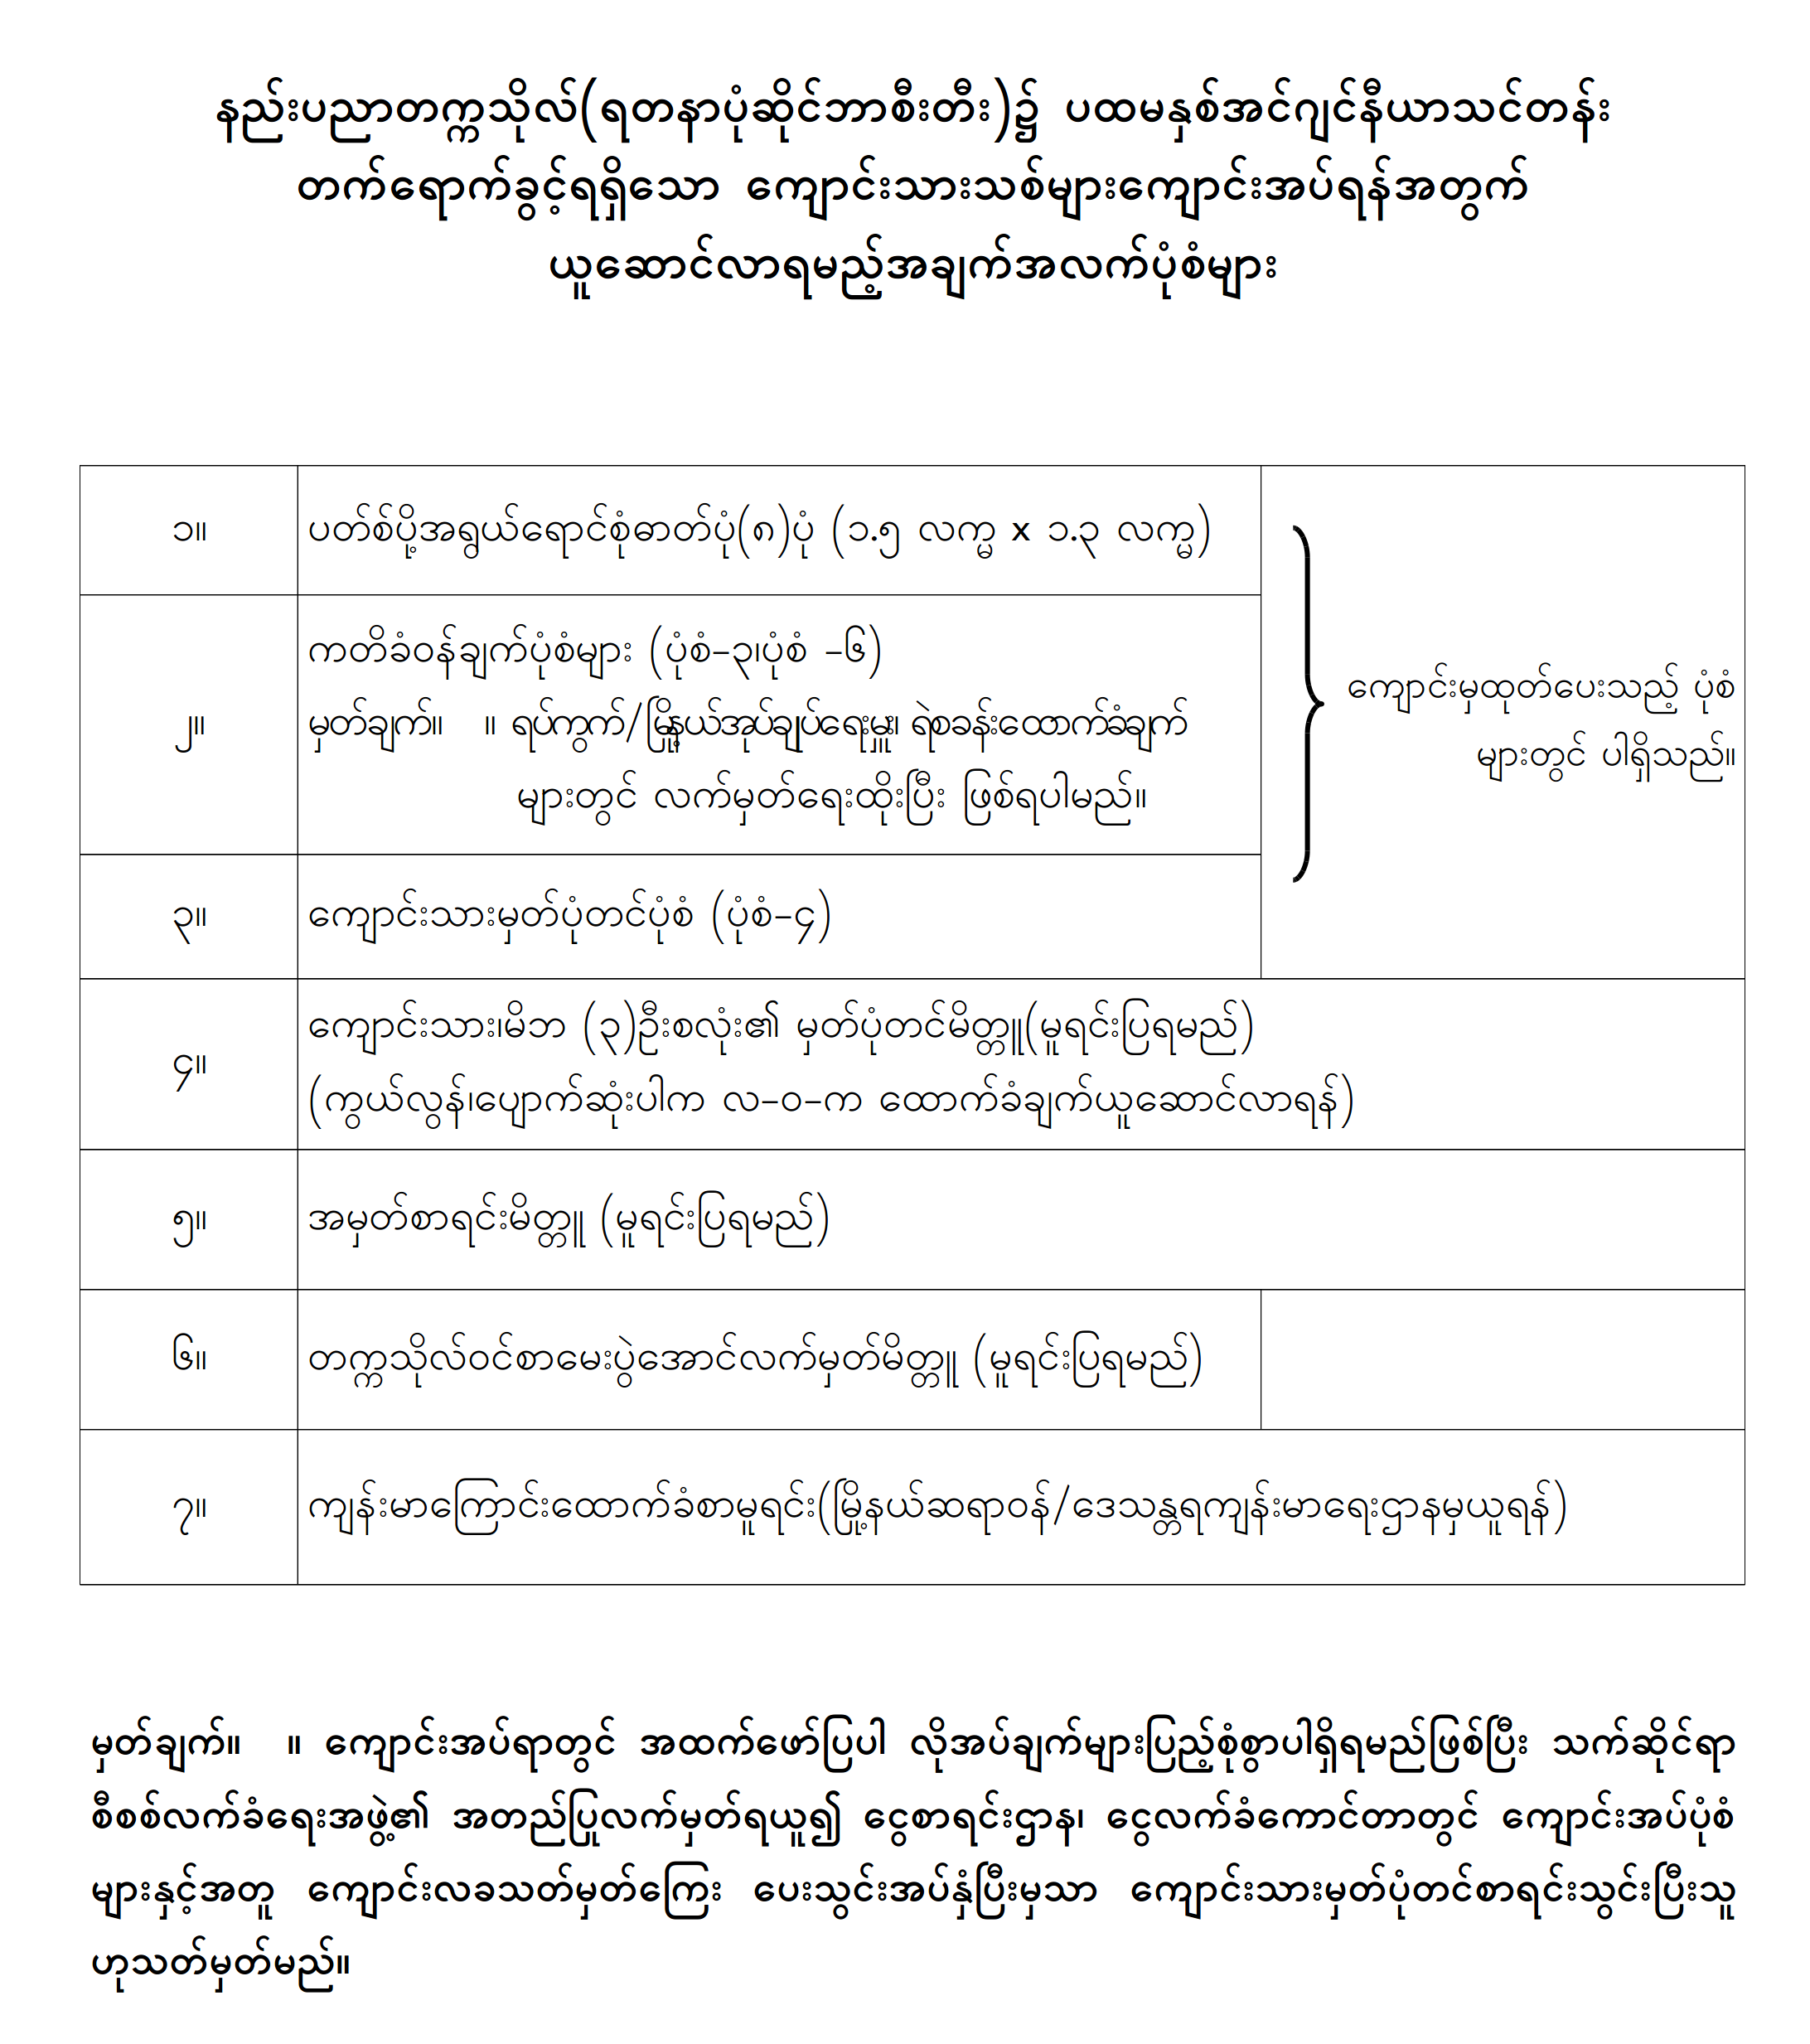 နည်းပညာတက္ကသိုလ်(ရတနာပုံဆိုင်ဘာစီးတီး)၌ ပထမနှစ်အင်ဂျင်နီယာသင်တန်း
တက်ရောက်ခွင့်ရရှိသော ကျောင်းသားသစ်များကျောင်းအပ်ရန်အတွက်
ယူဆောင်လာရမည့်အချက်အလက်ပုံစံများ
၁။ ပတ်စ်ပို့အရွယ်ရောင်စုံဓာတ်ပုံ(၈)ပုံ (၁.၅ လက္မ x ၁.၃ လက္မ)
၂။ ကတိခံဝန်ချက်ပုံစံများ (ပုံစံ-၃၊ပုံစံ -၆)
မှတ်ချက်။ ။ ရပ်ကွက်/မြို့နယ်အုပ်ချုပ်ရေးမှူး၊ ရဲစခန်းထောက်ခံချက်
များတွင် လက်မှတ်ရေးထိုးပြီး ဖြစ်ရပါမည်။
၃။ ကျောင်းသားမှတ်ပုံတင်ပုံစံ (ပုံစံ-၄)
ကျောင်းမှထုတ်ပေးသည့် ပုံစံ
များတွင် ပါရှိသည်။
၄။ ကျောင်းသား၊မိဘ (၃)ဦးစလုံး၏ မှတ်ပုံတင်မိတ္တူ(မူရင်းပြရမည်)
(ကွယ်လွန်၊ပျောက်ဆုံးပါက လ-ဝ-က ထောက်ခံချက်ယူဆောင်လာရန်)
၅။ အမှတ်စာရင်းမိတ္တူ (မူရင်းပြရမည်)
၆။ တက္ကသိုလ်ဝင်စာမေးပွဲအောင်လက်မှတ်မိတ္တူ (မူရင်းပြရမည်)
၇။ ကျန်းမာကြောင်းထောက်ခံစာမူရင်း(မြို့နယ်ဆရာဝန်/ဒေသန္တရကျန်းမာရေးဌာနမှယူရန်)
မှတ်ချက်။ ။ ကျောင်းအပ်ရာတွင် အထက်ဖော်ပြပါ လိုအပ်ချက်များပြည့်စုံစွာပါရှိရမည်ဖြစ်ပြီး သက်ဆိုင်ရာ
စီစစ်လက်ခံရေးအဖွဲ့၏ အတည်ပြုလက်မှတ်ရယူ၍ ငွေစာရင်းဌာန၊ ငွေလက်ခံကောင်တာတွင် ကျောင်းအပ်ပုံစံ
များနှင့်အတူ ကျောင်းလခသတ်မှတ်ကြေး ပေးသွင်းအပ်နှံပြီးမှသာ ကျောင်းသားမှတ်ပုံတင်စာရင်းသွင်းပြီးသူ
ဟုသတ်မှတ်မည်။